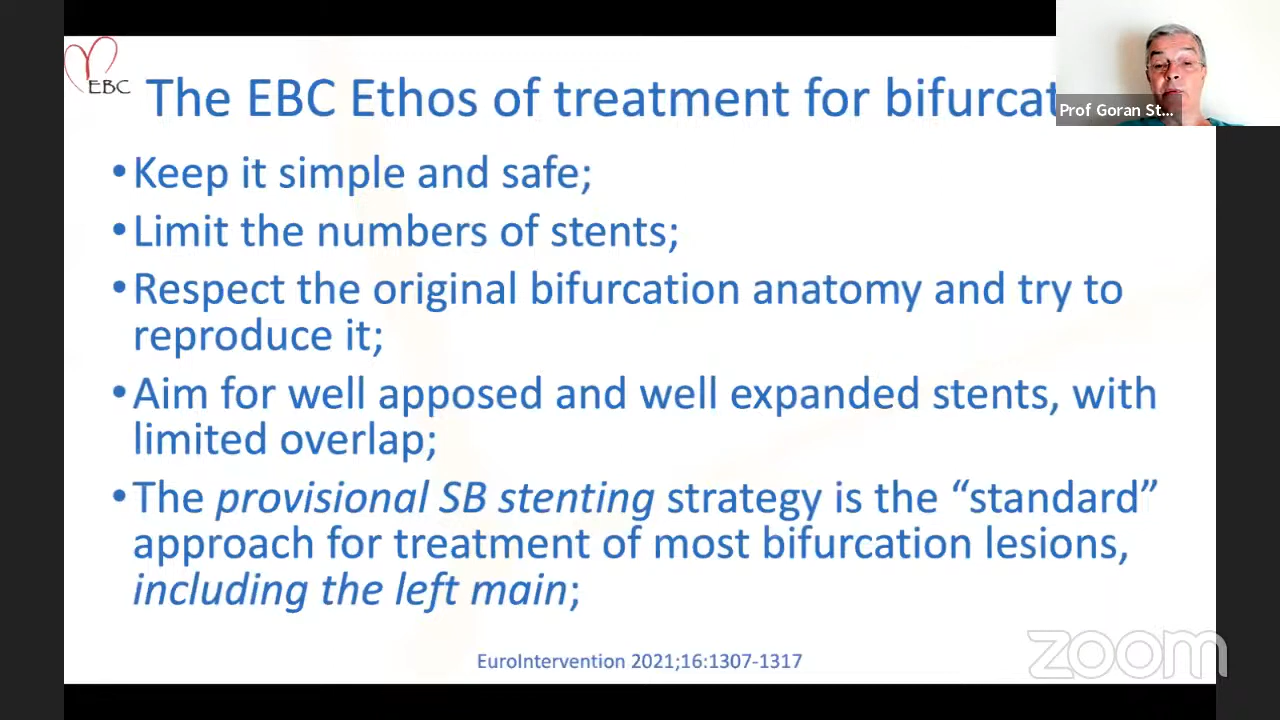 EBC
The EBC Ethos of treatment for bifurcat
Prof Goran St...
•Keep it simple and safe;
•Limit the numbers of stents;
•Respect the original bifurcation anatomy and try to
reproduce it;
•Aim for well apposed and well expanded stents, with
limited overlap;
•The provisional SB stenting strategy is the “standard”
approach for treatment of most bifurcation lesions,
including the left main;
EuroIntervention 2021;16:1307-1317
zoom